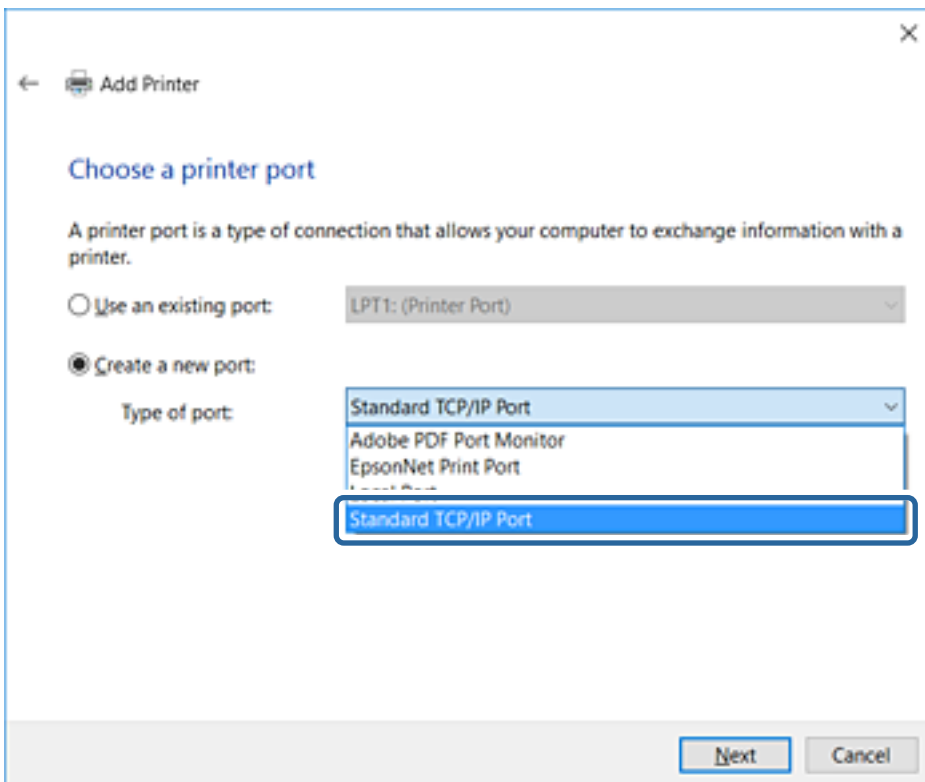 Add Printer
Choose a printer port
A printer port is a type of connection that allows your computer to exchange information with a
printer.
Use an existing port:
LPT1: (Printer Port)
Create a new port:
Type of port:
Standard TCP/IP Port
Adobe PDF Port Monitor
EpsonNet Print Port
Local Port
Standard TCP/IP Port
Next
Cancel